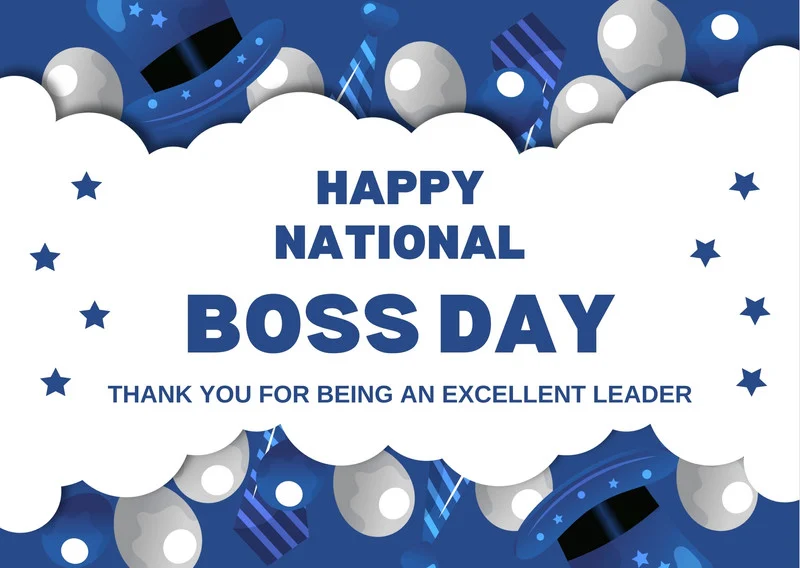 HAPPY
NATIONAL
BOSS DAY
THANK YOU FOR BEING AN EXCELLENT LEADER